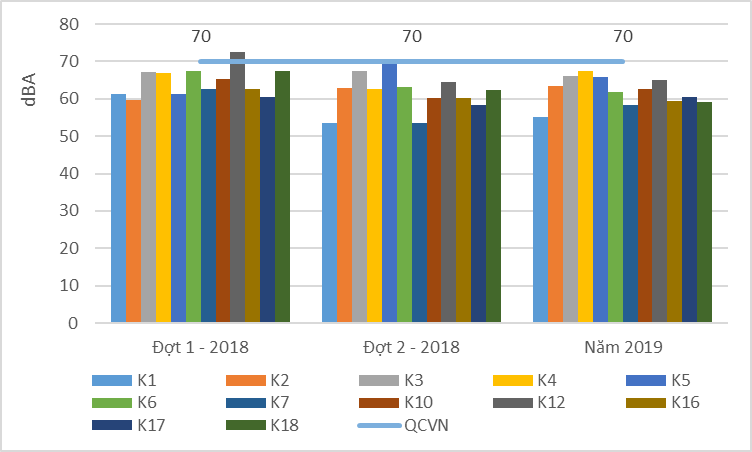 80
70 70 70
70
60
50
40
30
20
10
0
dBA
Đợt 1 - 2018 Đợt 2 - 2018 Năm 2019
K1 K2 K3 K4 K5
K6 K7 K10 K12 K16
K17 K18 QCVN